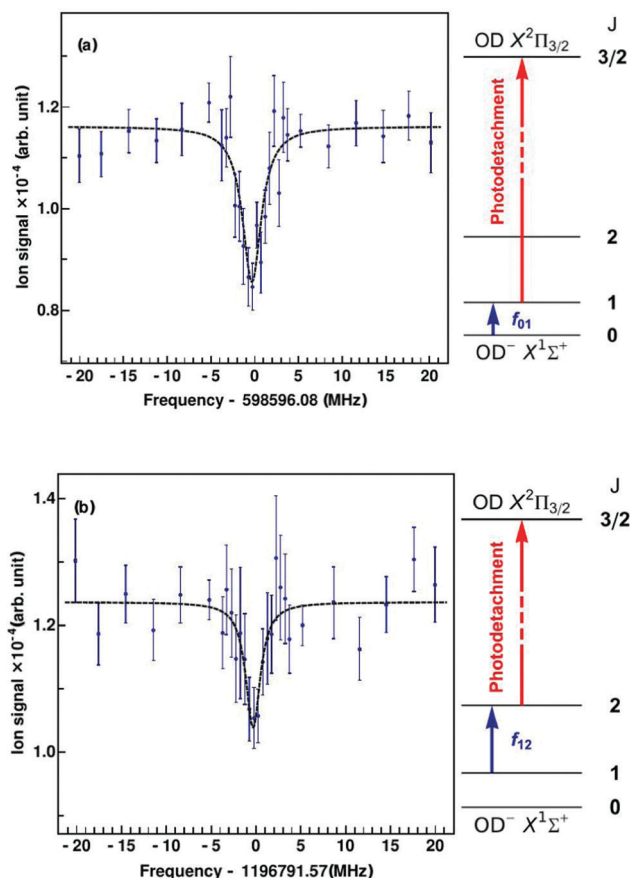 (a)
Ion signal ×10⁻⁴ (arb. unit)
1.4
1.2
1.0
0.8
- 20 - 15 - 10 - 5 0 5 10 15 20
Frequency - 598596.08 (MHz)
J
OD X²Π3/2
3/2
Photodetachment
2
1
f01
0
OD⁻ X¹Σ⁺
(b)
Ion signal ×10⁻⁴ (arb. unit)
1.4
1.2
1.0
- 20 - 15 - 10 - 5 0 5 10 15 20
Frequency - 1196791.57(MHz)
J
OD X²Π3/2
3/2
Photodetachment
2
f12
1
0
OD⁻ X¹Σ⁺